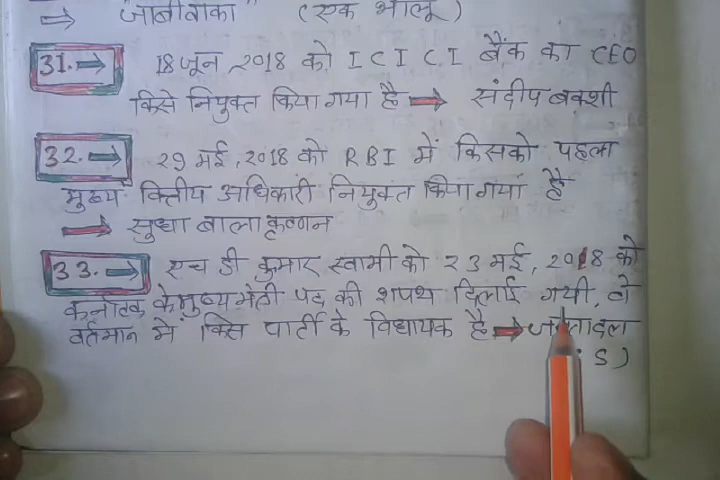 ⇒ "जाबीवाका" (एक भालू)
31. → 18 जून, 2018 को, I C I C I बैंक का CEO
किसे नियुक्त किया गया है → संदीप बक्शी
32. → 29 मई, 2018 को RBI में किसको पहला
मुख्य वित्तीय अधिकारी नियुक्त किया गया है
→ सुधा बालाकृष्णन
33. → एच डी कुमार स्वामी को 23 मई, 2018 को
कर्नाटक के मुख्यमंत्री पद की शपथ दिलाई गयी, वे
वर्तमान में किस पार्टी के विधायक है → जनतादल
S)